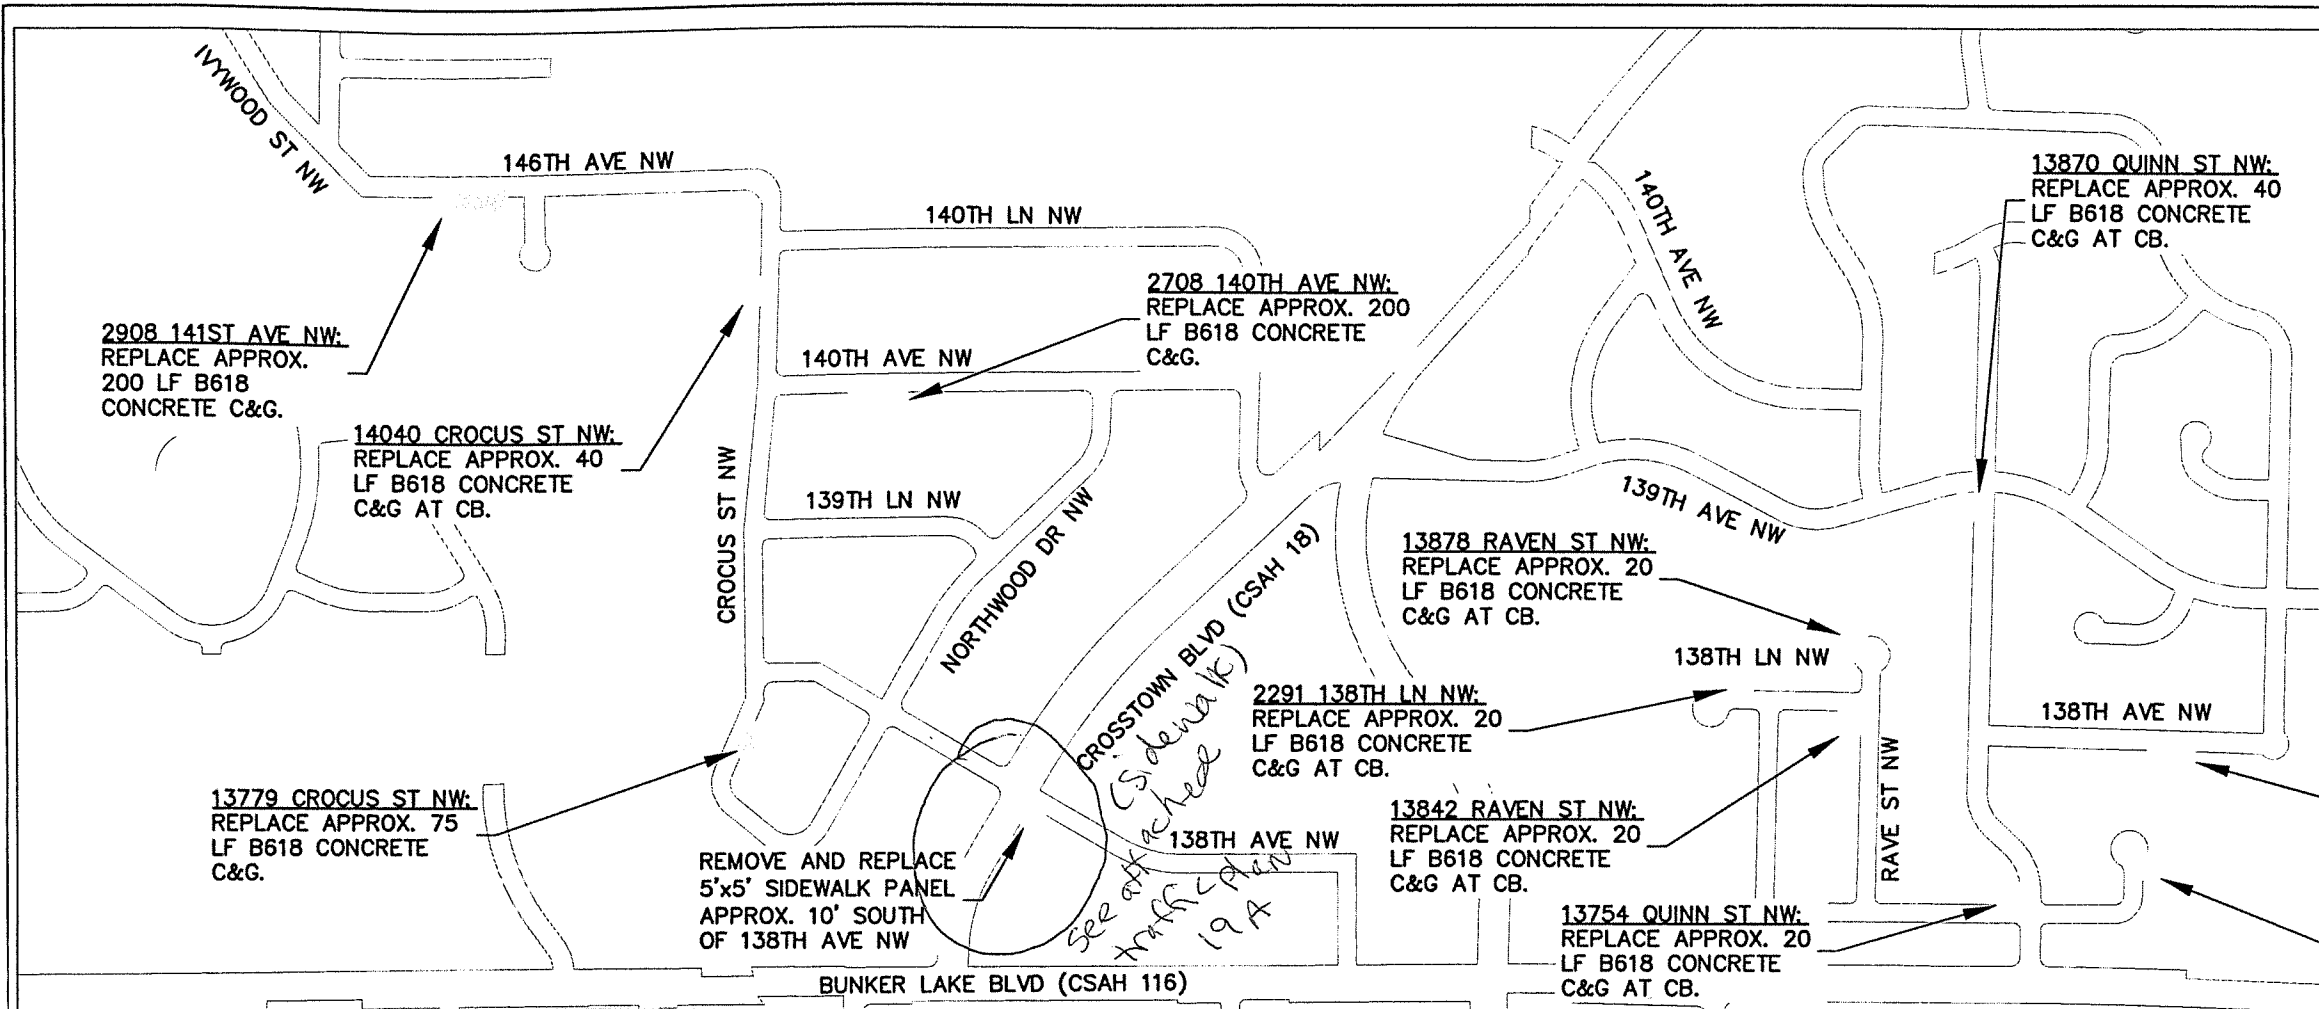 IVYWOOD ST NW
146TH AVE NW
140TH LN NW
140TH AVE NW
13870 QUINN ST NW:
REPLACE APPROX. 40
LF B618 CONCRETE
C&G AT CB.
2708 140TH AVE NW:
REPLACE APPROX. 200
LF B618 CONCRETE
C&G.
2908 141ST AVE NW:
REPLACE APPROX.
200 LF B618
CONCRETE C&G.
140TH AVE NW
14040 CROCUS ST NW:
REPLACE APPROX. 40
LF B618 CONCRETE
C&G AT CB.
CROCUS ST NW
139TH LN NW
NORTHWOOD DR NW
CROSSTOWN BLVD (CSAH 18)
139TH AVE NW
13878 RAVEN ST NW:
REPLACE APPROX. 20
LF B618 CONCRETE
C&G AT CB.
138TH LN NW
2291 138TH LN NW:
REPLACE APPROX. 20
LF B618 CONCRETE
C&G AT CB.
138TH AVE NW
(Sidewalk)
See attached
traffic plan
19A
13779 CROCUS ST NW:
REPLACE APPROX. 75
LF B618 CONCRETE
C&G.
REMOVE AND REPLACE
5'x5' SIDEWALK PANEL
APPROX. 10' SOUTH
OF 138TH AVE NW
138TH AVE NW
13842 RAVEN ST NW:
REPLACE APPROX. 20
LF B618 CONCRETE
C&G AT CB.
RAVE ST NW
13754 QUINN ST NW:
REPLACE APPROX. 20
LF B618 CONCRETE
C&G AT CB.
BUNKER LAKE BLVD (CSAH 116)